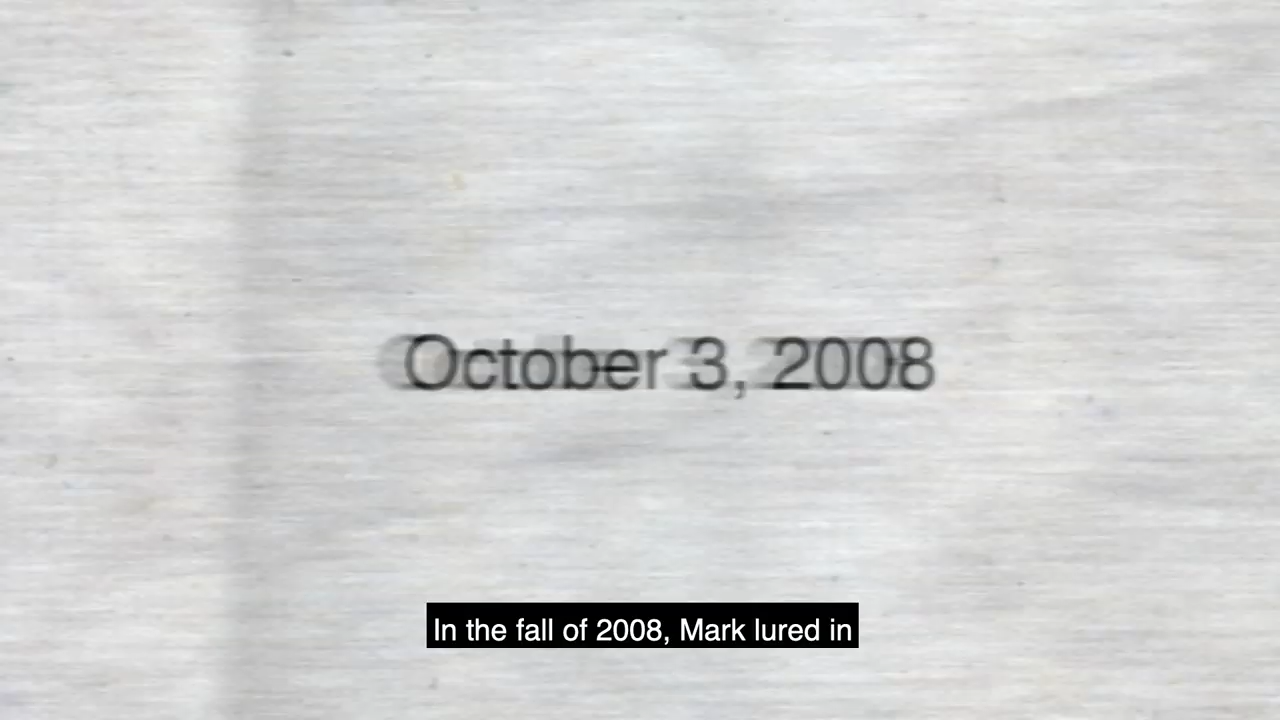 October 3, 2008
In the fall of 2008, Mark lured in